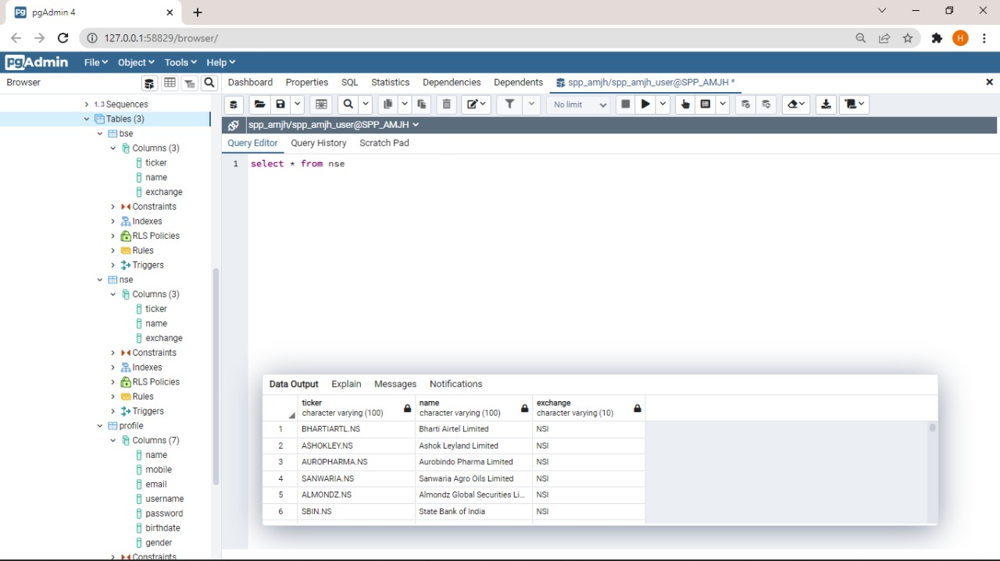 pgAdmin 4
127.0.0.1:58829/browser/
H
pgAdmin File Object Tools Help
Browser
Dashboard Properties SQL Statistics Dependencies Dependents spp_amjh/spp_amjh_user@SPP_AMJH *
No limit
spp_amjh/spp_amjh_user@SPP_AMJH
Query Editor Query History Scratch Pad
1 select * from nse
1..3 Sequences
Tables (3)
bse
Columns (3)
ticker
name
exchange
Constraints
Indexes
RLS Policies
Rules
Triggers
nse
Columns (3)
ticker
name
exchange
Constraints
Indexes
RLS Policies
Rules
Triggers
profile
Columns (7)
name
mobile
email
username
password
birthdate
gender
Constraints
Data Output Explain Messages Notifications
ticker name exchange
character varying (100) character varying (100) character varying (10)
1 BHARTIARTL.NS Bharti Airtel Limited NSI
2 ASHOKLEY.NS Ashok Leyland Limited NSI
3 AUROPHARMA.NS Aurobindo Pharma Limited NSI
4 SANWARIA.NS Sanwaria Agro Oils Limited NSI
5 ALMONDZ.NS Almondz Global Securities Li... NSI
6 SBIN.NS State Bank of India NSI